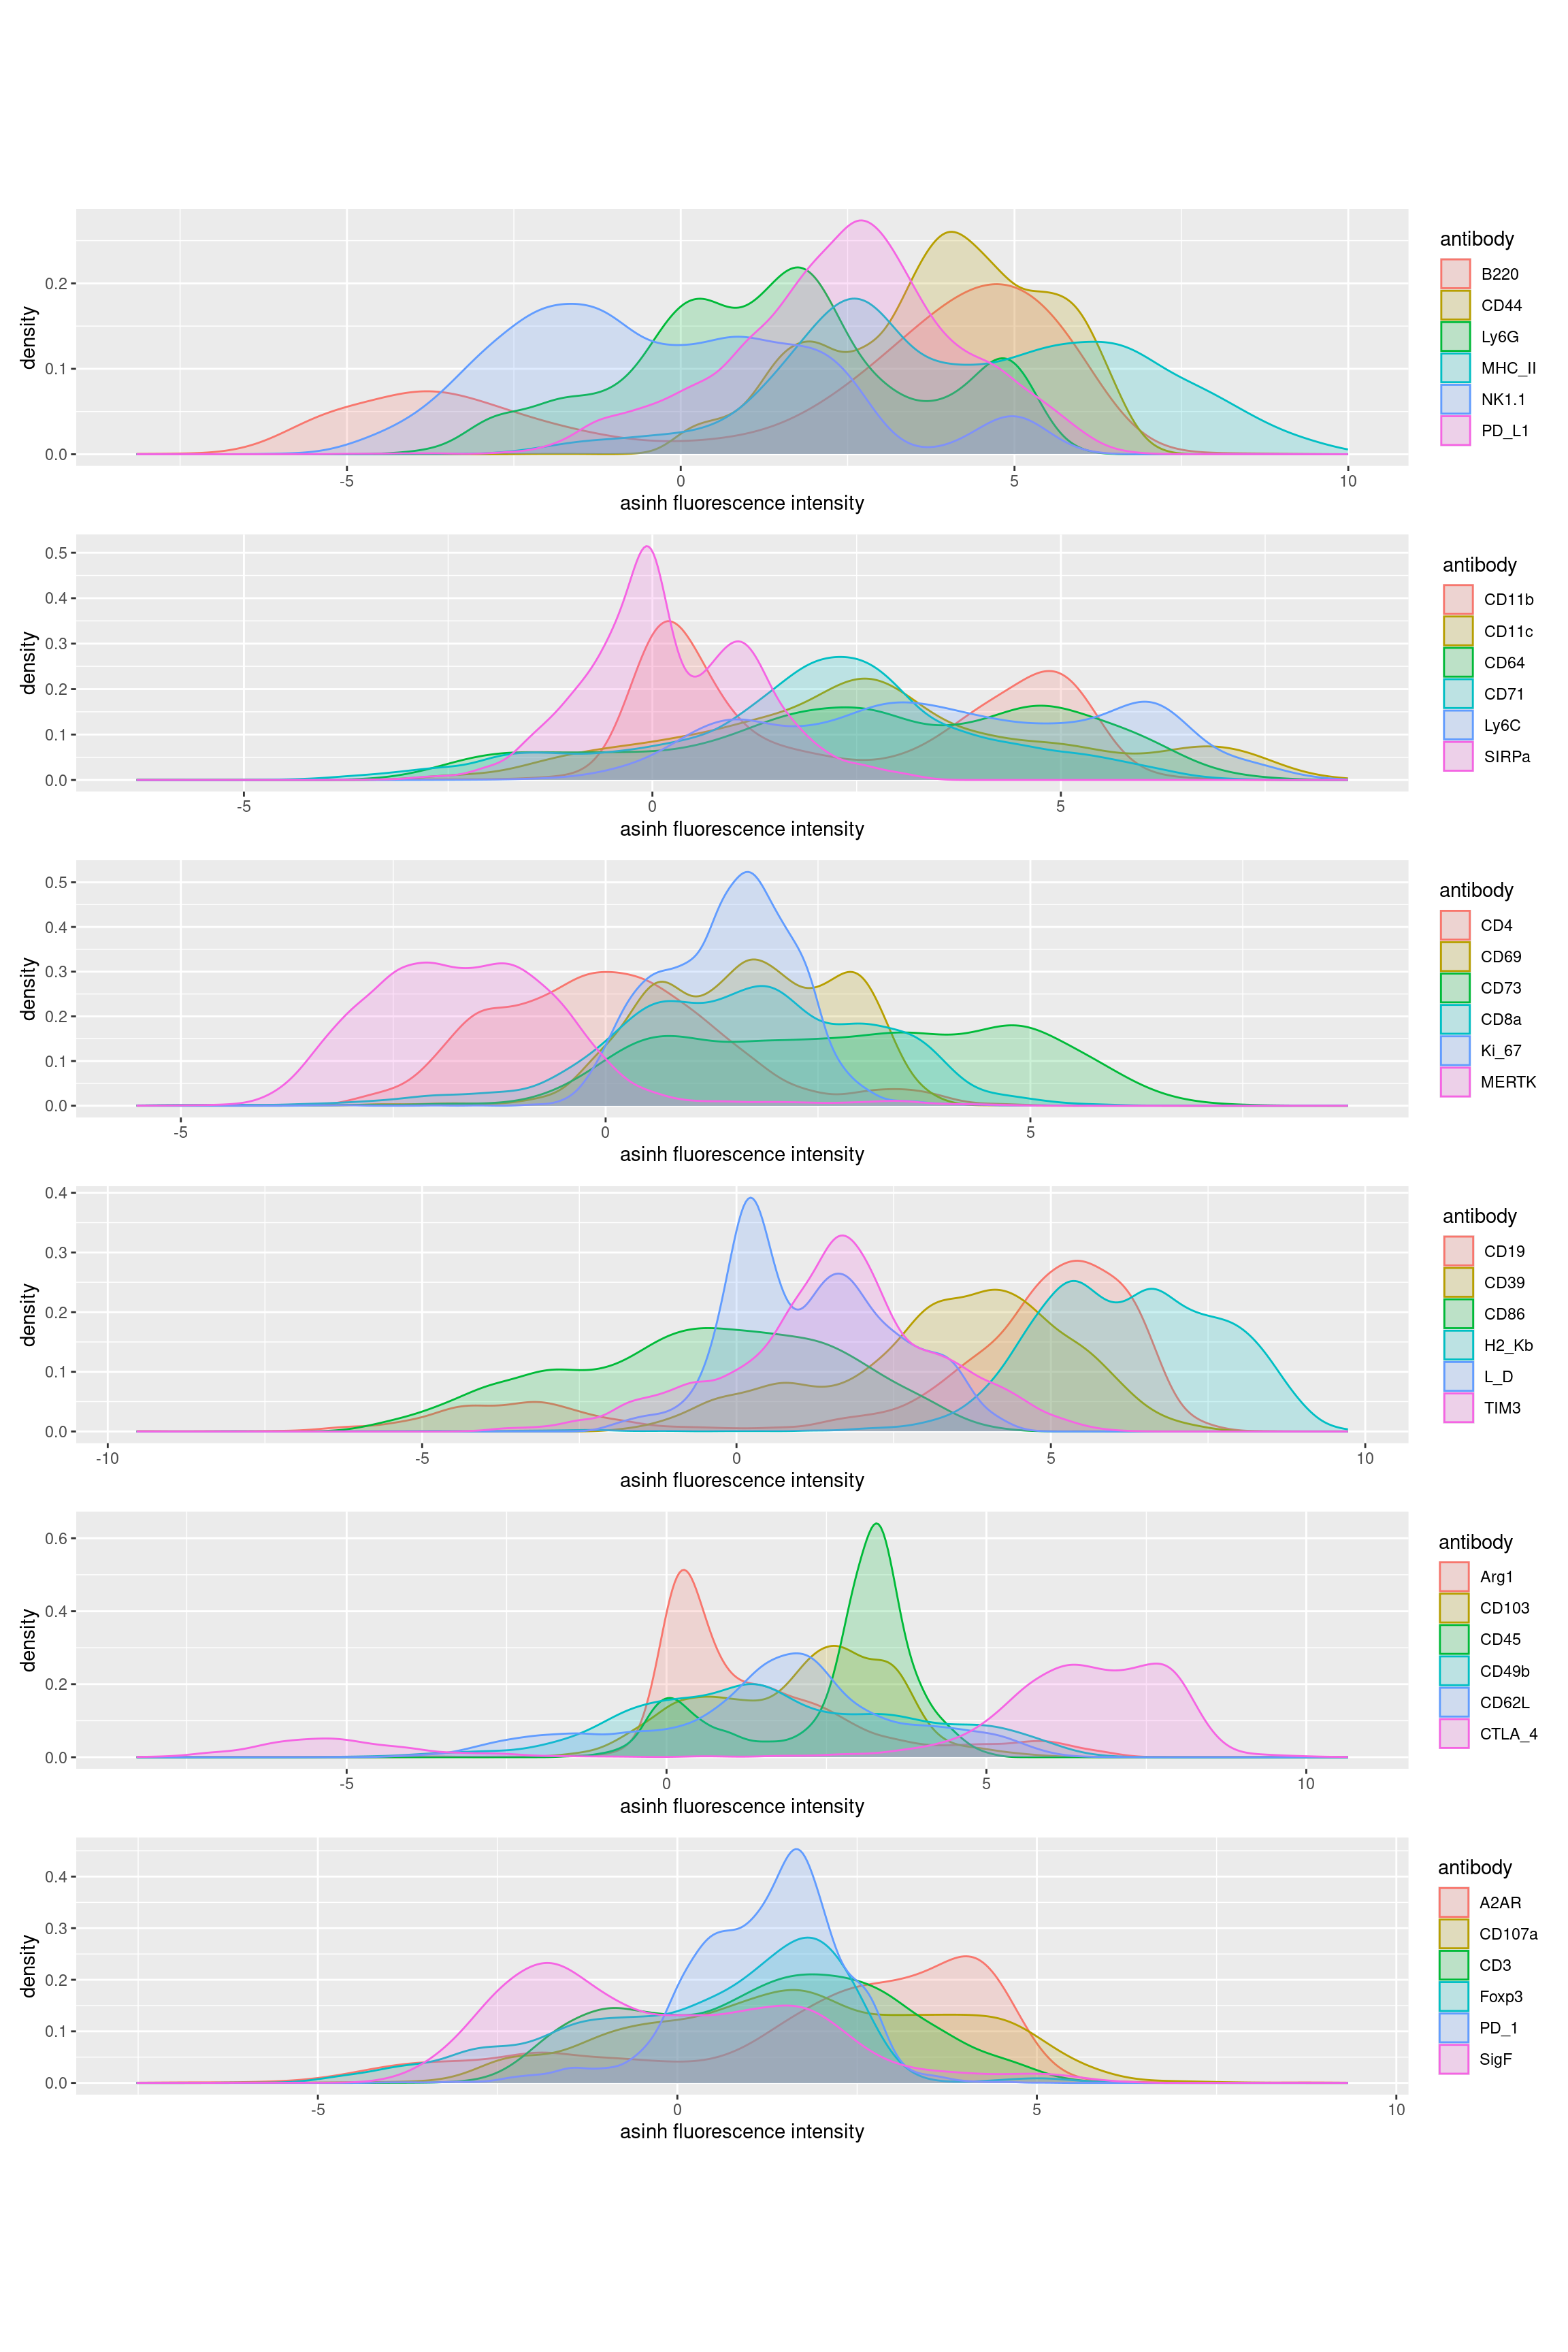 antibody
0.2
0.1
0.0
density
B220
CD44
Ly6G
MHC_II
NK1.1
PD_L1
-5 0 5 10
asinh fluorescence intensity
antibody
0.5
0.4
0.3
0.2
0.1
0.0
density
CD11b
CD11c
CD64
CD71
Ly6C
SIRPa
-5 0 5
asinh fluorescence intensity
antibody
0.5
0.4
0.3
0.2
0.1
0.0
density
CD4
CD69
CD73
CD8a
Ki_67
MERTK
-5 0 5
asinh fluorescence intensity
antibody
0.4
0.3
0.2
0.1
0.0
density
CD19
CD39
CD86
H2_Kb
L_D
TIM3
-10 -5 0 5 10
asinh fluorescence intensity
antibody
0.6
0.4
0.2
0.0
density
Arg1
CD103
CD45
CD49b
CD62L
CTLA_4
-5 0 5 10
asinh fluorescence intensity
antibody
0.4
0.3
0.2
0.1
0.0
density
A2AR
CD107a
CD3
Foxp3
PD_1
SigF
-5 0 5 10
asinh fluorescence intensity